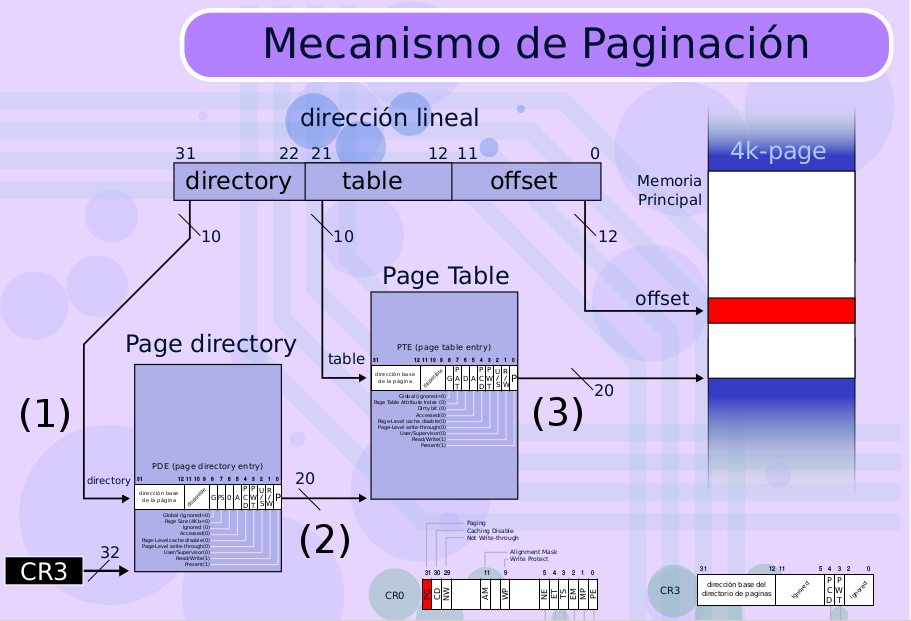 Mecanismo de Paginación
dirección lineal
31 22 21 12 11 0
directory table offset
10 10 12
4k-page
Memoria
Principal
offset
Page Table
PTE (page table entry)
table
31 12 11 10 9 8 7 6 5 4 3 2 1 0
dirección base
de la página
disponible
G PAT D A PCD PWT U/S R/W P
Global (ignored=0)
Page Table Attribute Index (0)
Dirty bit (0)
Accessed(0)
Page-Level cache disable(0)
Page-Level write-through(0)
User/Supervisor(0)
Read/Write(1)
Present(1)
20
(3)
Page directory
(1)
PDE (page directory entry)
directory
31 12 11 10 9 8 7 6 5 4 3 2 1 0
dirección base
de la página
disponible
G PS 0 A PCD PWT U/S R/W P
Global (ignored=0)
Page Size (4Kb=0)
Ignored (0)
Accessed(0)
Page-Level cache disable(0)
Page-Level write-through(0)
User/Supervisor(0)
Read/Write(1)
Present(1)
20
(2)
CR3
32
Paging
Caching Disable
Not Write-through
Alignment Mask
Write Protect
31 30 29 11 9 5 4 3 2 1 0
CR0
PG CD NW AM WP NE ET TS EM MP PE
CR3
31 12 11 4 3 2 0
dirección base del
directorio de paginas
Ignored
PCD PWT
Ignored